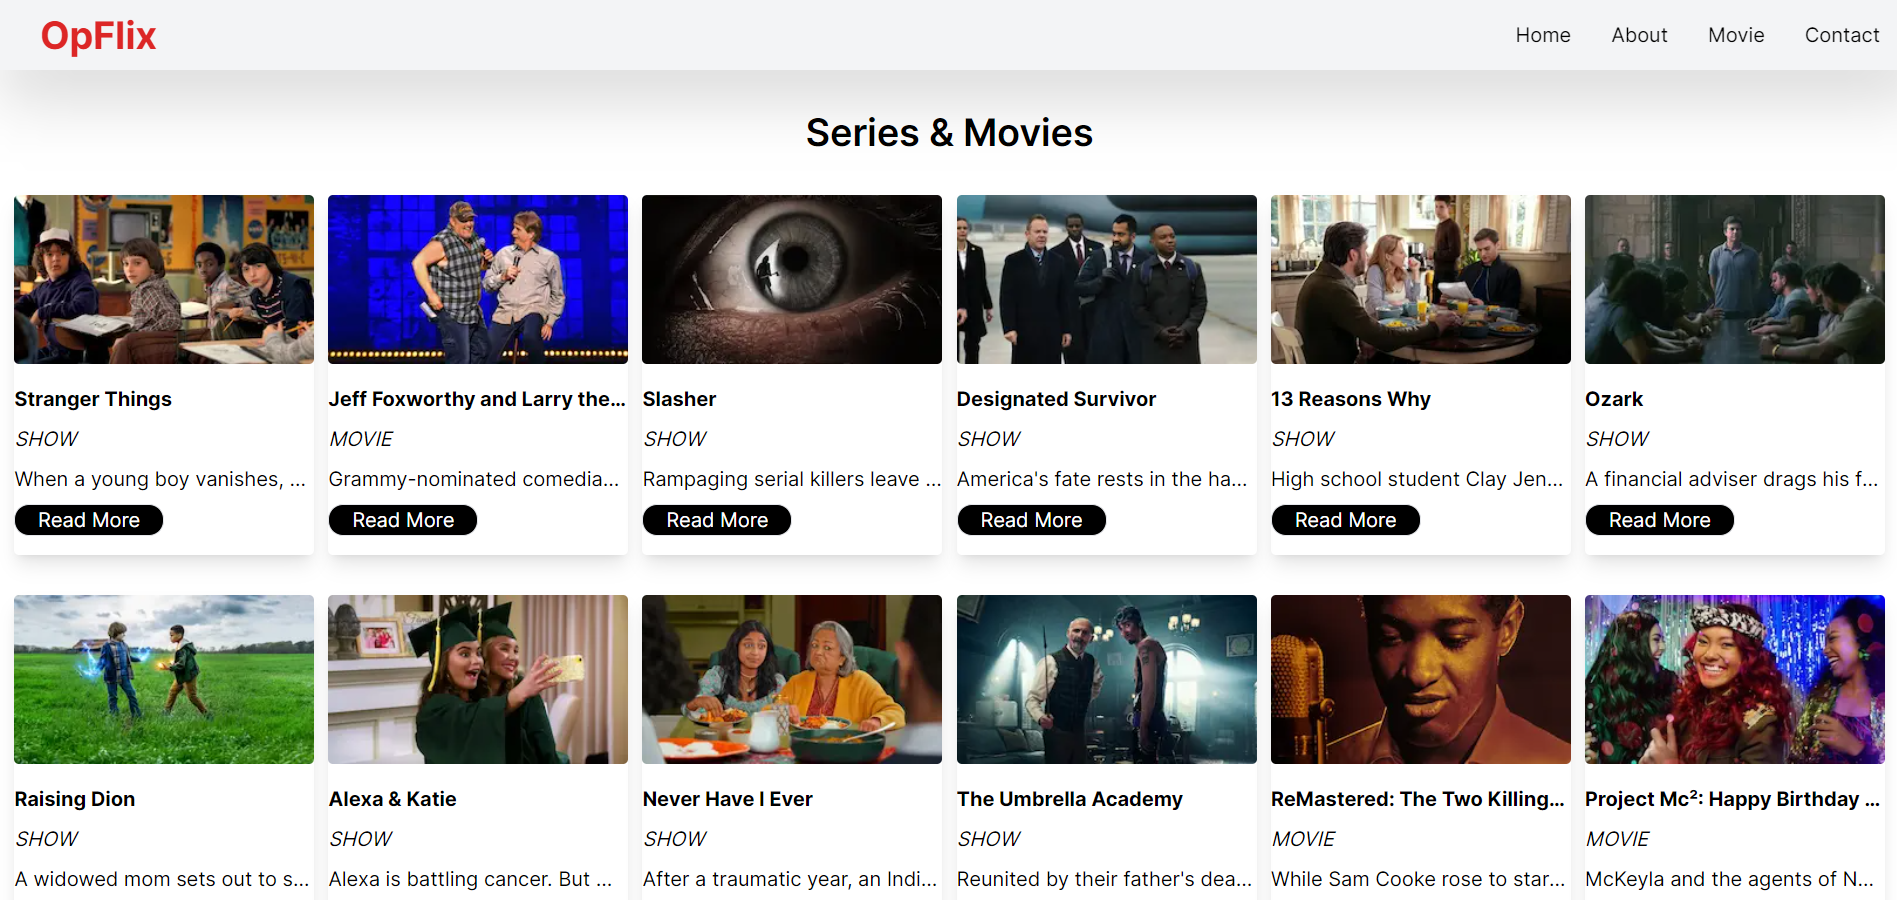 OpFlix
Home About Movie Contact
Series & Movies
Stranger Things
SHOW
When a young boy vanishes, ...
Read More
Jeff Foxworthy and Larry the...
MOVIE
Grammy-nominated comedia...
Read More
Slasher
SHOW
Rampaging serial killers leave ...
Read More
Designated Survivor
SHOW
America's fate rests in the ha...
Read More
13 Reasons Why
SHOW
High school student Clay Jen...
Read More
Ozark
SHOW
A financial adviser drags his f...
Read More
Raising Dion
SHOW
A widowed mom sets out to s...
Alexa & Katie
SHOW
Alexa is battling cancer. But ...
Never Have I Ever
SHOW
After a traumatic year, an Indi...
The Umbrella Academy
SHOW
Reunited by their father's dea...
ReMastered: The Two Killing...
MOVIE
While Sam Cooke rose to star...
Project Mc²: Happy Birthday ...
MOVIE
McKeyla and the agents of N...